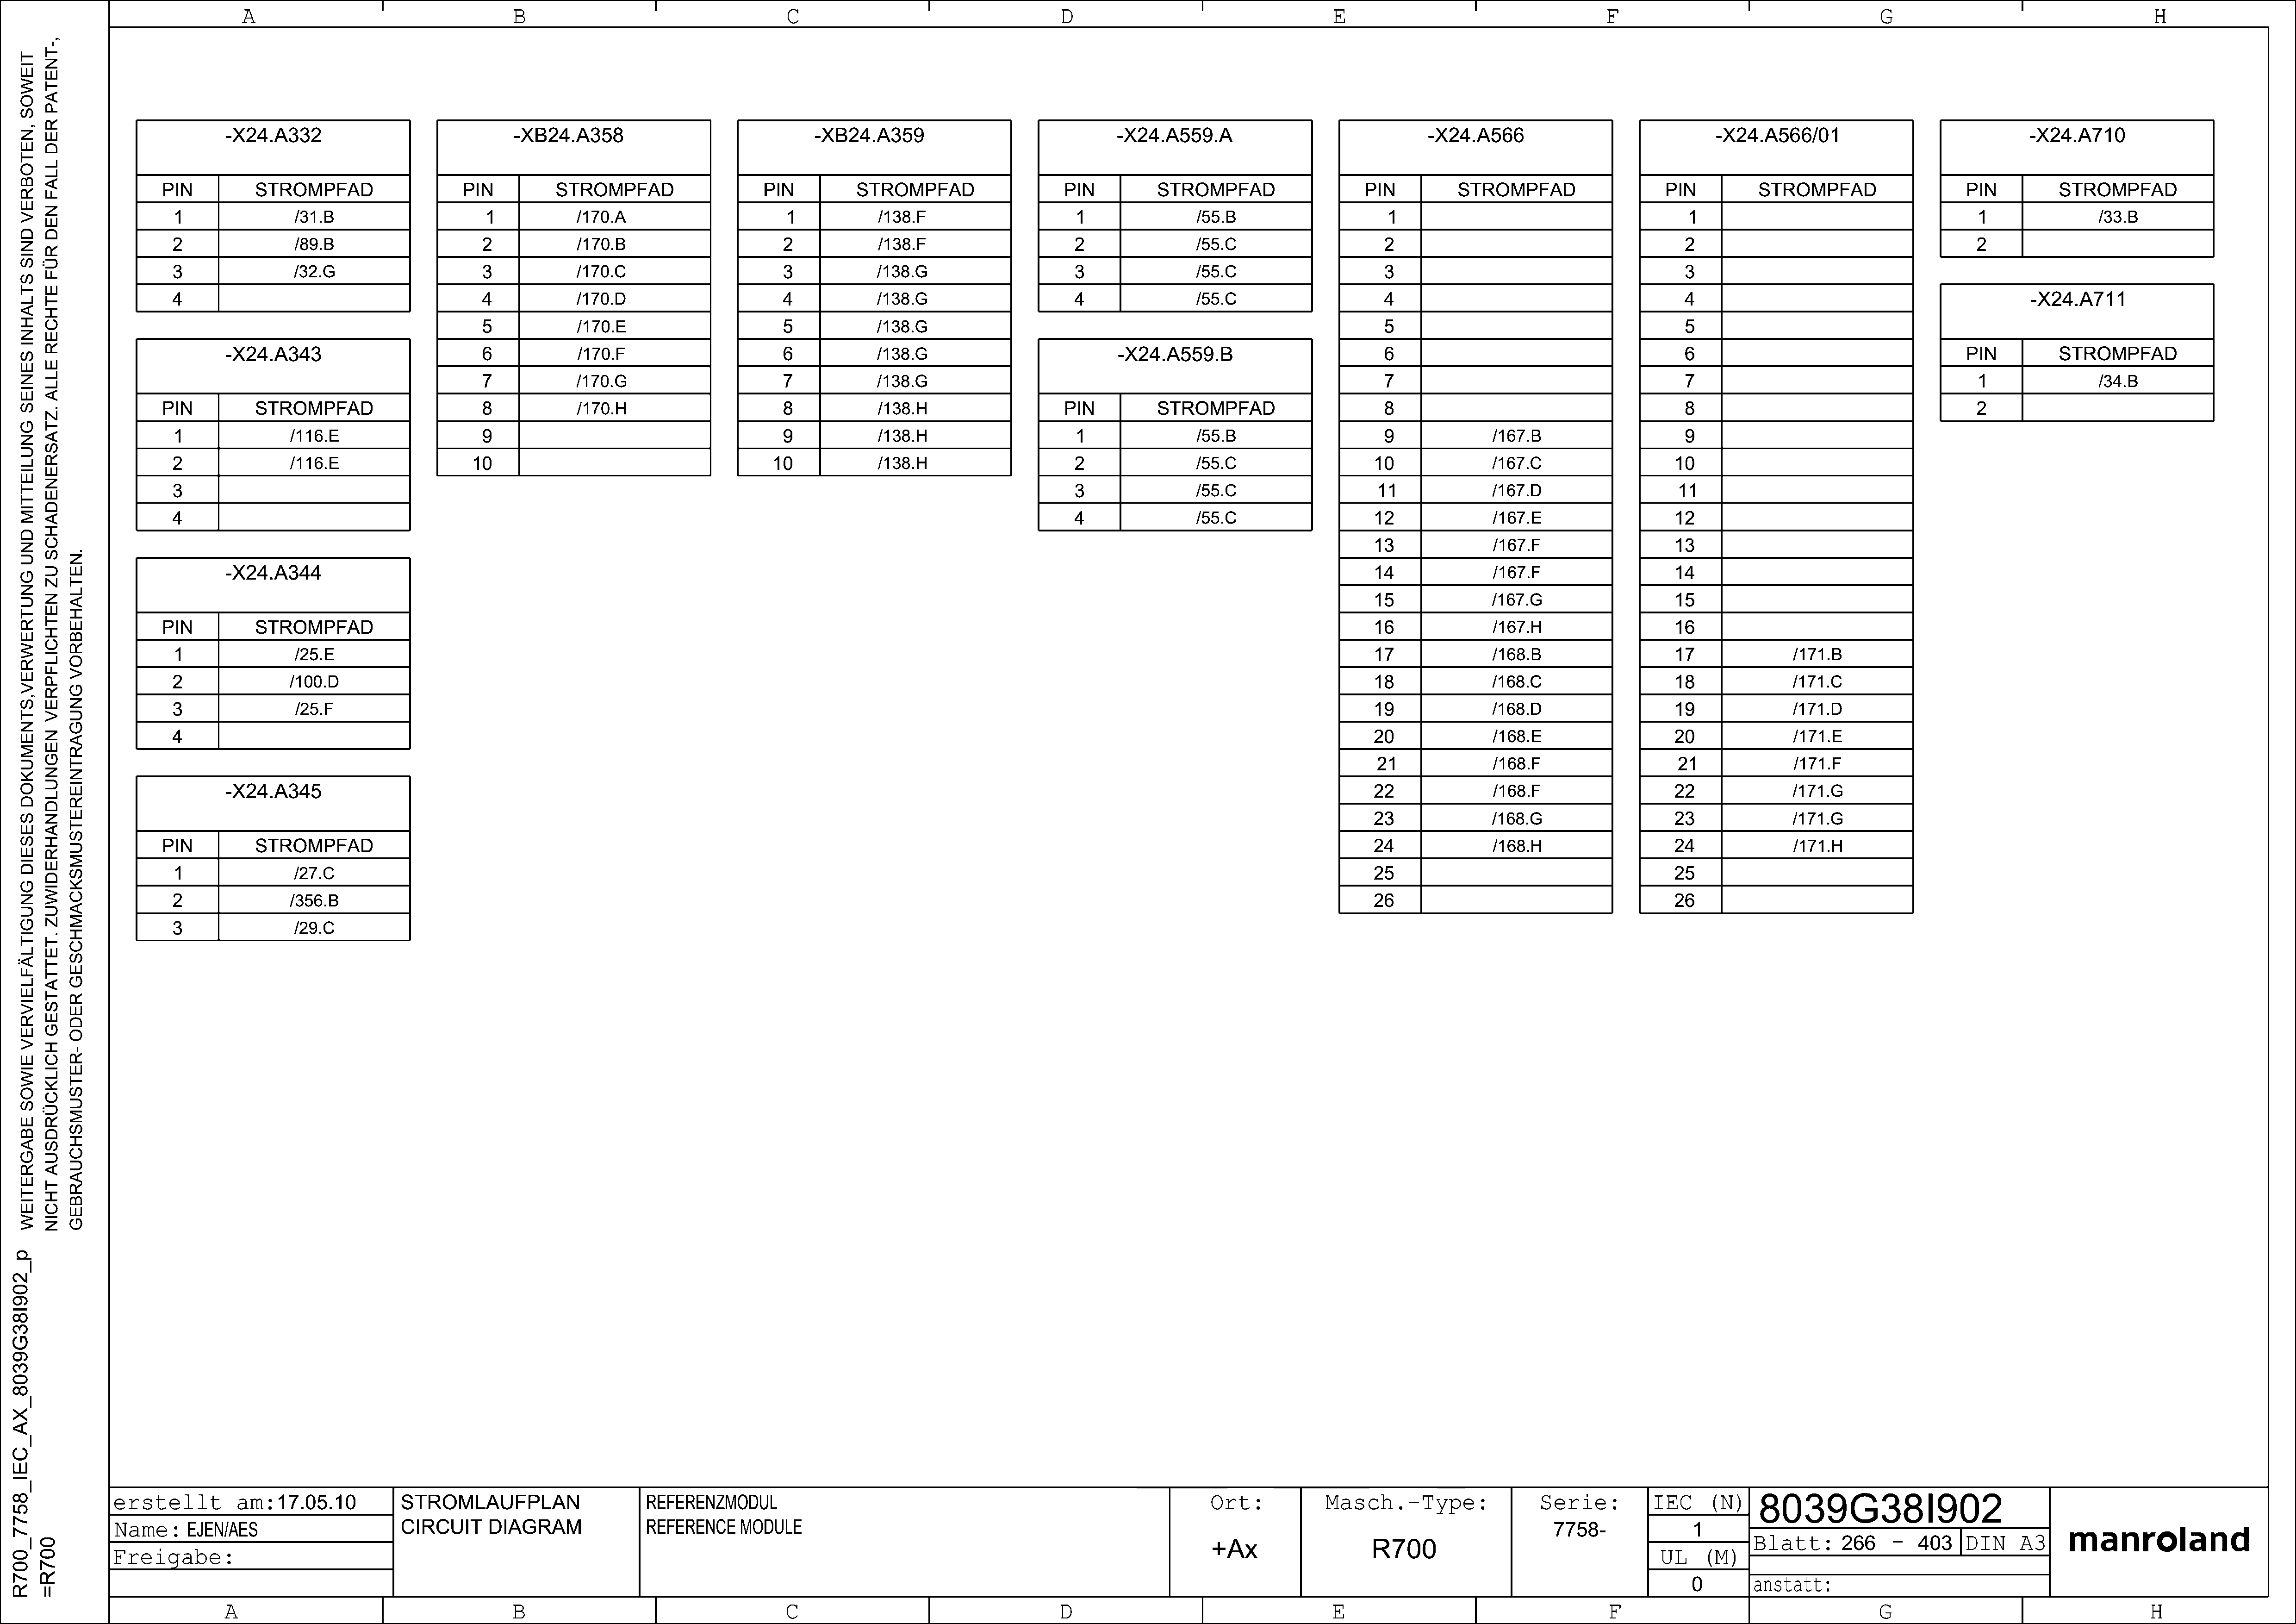 A B C D E F G H
WEITERGABE SOWIE VERVIELFÄLTIGUNG DIESES DOKUMENTS,VERWERTUNG UND MITTEILUNG SEINES INHALTS SIND VERBOTEN, SOWEIT
NICHT AUSDRÜCKLICH GESTATTET. ZUWIDERHANDLUNGEN VERPFLICHTEN ZU SCHADENERSATZ. ALLE RECHTE FÜR DEN FALL DER PATENT-,
GEBRAUCHSMUSTER- ODER GESCHMACKSMUSTEREINTRAGUNG VORBEHALTEN.
R700_7758_IEC_AX_8039G38I902_p
=R700
-X24.A332
PIN STROMPFAD
1 /31.B
2 /89.B
3 /32.G
4
-X24.A343
PIN STROMPFAD
1 /116.E
2 /116.E
3
4
-X24.A344
PIN STROMPFAD
1 /25.E
2 /100.D
3 /25.F
4
-X24.A345
PIN STROMPFAD
1 /27.C
2 /356.B
3 /29.C
-XB24.A358
PIN STROMPFAD
1 /170.A
2 /170.B
3 /170.C
4 /170.D
5 /170.E
6 /170.F
7 /170.G
8 /170.H
9
10
-XB24.A359
PIN STROMPFAD
1 /138.F
2 /138.F
3 /138.G
4 /138.G
5 /138.G
6 /138.G
7 /138.G
8 /138.H
9 /138.H
10 /138.H
-X24.A559.A
PIN STROMPFAD
1 /55.B
2 /55.C
3 /55.C
4 /55.C
-X24.A559.B
PIN STROMPFAD
1 /55.B
2 /55.C
3 /55.C
4 /55.C
-X24.A566
PIN STROMPFAD
1
2
3
4
5
6
7
8
9 /167.B
10 /167.C
11 /167.D
12 /167.E
13 /167.F
14 /167.F
15 /167.G
16 /167.H
17 /168.B
18 /168.C
19 /168.D
20 /168.E
21 /168.F
22 /168.F
23 /168.G
24 /168.H
25
26
-X24.A566/01
PIN STROMPFAD
1
2
3
4
5
6
7
8
9
10
11
12
13
14
15
16
17 /171.B
18 /171.C
19 /171.D
20 /171.E
21 /171.F
22 /171.G
23 /171.G
24 /171.H
25
26
-X24.A710
PIN STROMPFAD
1 /33.B
2
-X24.A711
PIN STROMPFAD
1 /34.B
2
erstellt am:17.05.10
Name: EJEN/AES
Freigabe:
STROMLAUFPLAN
CIRCUIT DIAGRAM
REFERENZMODUL
REFERENCE MODULE
Ort:
+Ax
Masch.-Type:
R700
Serie:
7758-
IEC (N)
1
UL (M)
0
8039G38I902
Blatt: 266 - 403 DIN A3
anstatt:
manroland
A B C D E F G H